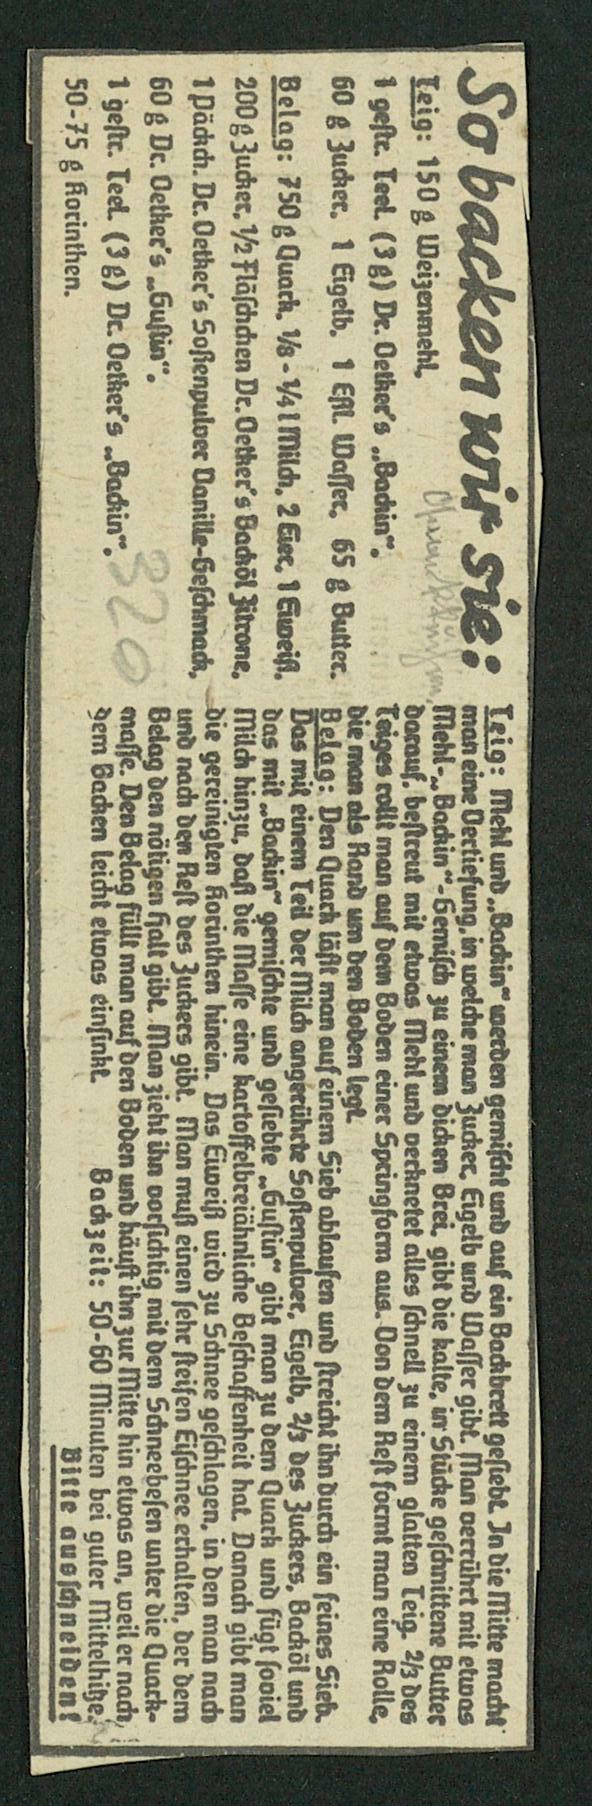 So backen wir sie:
Teig: 150 g Weizenmehl,
1 gestr. Teel. (3 g) Dr. Oetker's „Backin“,
60 g Zucker, 1 Eigelb, 1 Eßl. Wasser, 65 g Butter.
Belag: 750 g Quark, 1/8 - 1/4 l Milch, 2 Eier, 1 Eiweiß,
200 g Zucker, 1/2 Fläschchen Dr. Oetker's Backöl Zitrone,
1 Päckch. Dr. Oetker's Soßenpulver Vanille-Geschmack,
60 g Dr. Oetker's „Gustin“,
1 gestr. Teel. (3 g) Dr. Oetker's „Backin“,
50-75 g Korinthen.
320
Teig: Mehl und „Backin“ werden gemischt und auf ein Backbrett gesiebt. In die Mitte macht
man eine Vertiefung, in welche man Zucker, Eigelb und Wasser gibt. Man verrührt mit etwas
Mehl-„Backin“-Gemisch zu einem dicken Brei, gibt die kalte, in Stücke geschnittene Butter
darauf, bestreut mit etwas Mehl und verknetet alles schnell zu einem glatten Teig. 2/3 des
Teiges rollt man auf dem Boden einer Springform aus. Von dem Rest formt man eine Rolle,
die man als Rand um den Boden legt.
Belag: Den Quark läßt man auf einem Sieb ablaufen und streicht ihn durch ein feines Sieb.
Das mit einem Teil der Milch angerührte Soßenpulver, Eigelb, 2/3 des Zuckers, Backöl und
das mit „Backin“ gemischte und gesiebte „Gustin“ gibt man zu dem Quark und fügt soviel
Milch hinzu, daß die Masse eine kartoffelbreiähnliche Beschaffenheit hat. Danach gibt man
die gereinigten Korinthen hinein. Das Eiweiß wird zu Schnee geschlagen, in den man nach
und nach den Rest des Zuckers gibt. Man muß einen sehr steifen Eischnee erhalten, der dem
Belag den nötigen Halt gibt. Man zieht ihn vorsichtig mit dem Schneebesen unter die Quark-
masse. Den Belag füllt man auf den Boden und häuft ihn zur Mitte hin etwas an, weil er nach
dem Backen leicht etwas einsinkt. Backzeit: 50-60 Minuten bei guter Mittelhitze.
Bitte ausschneiden!